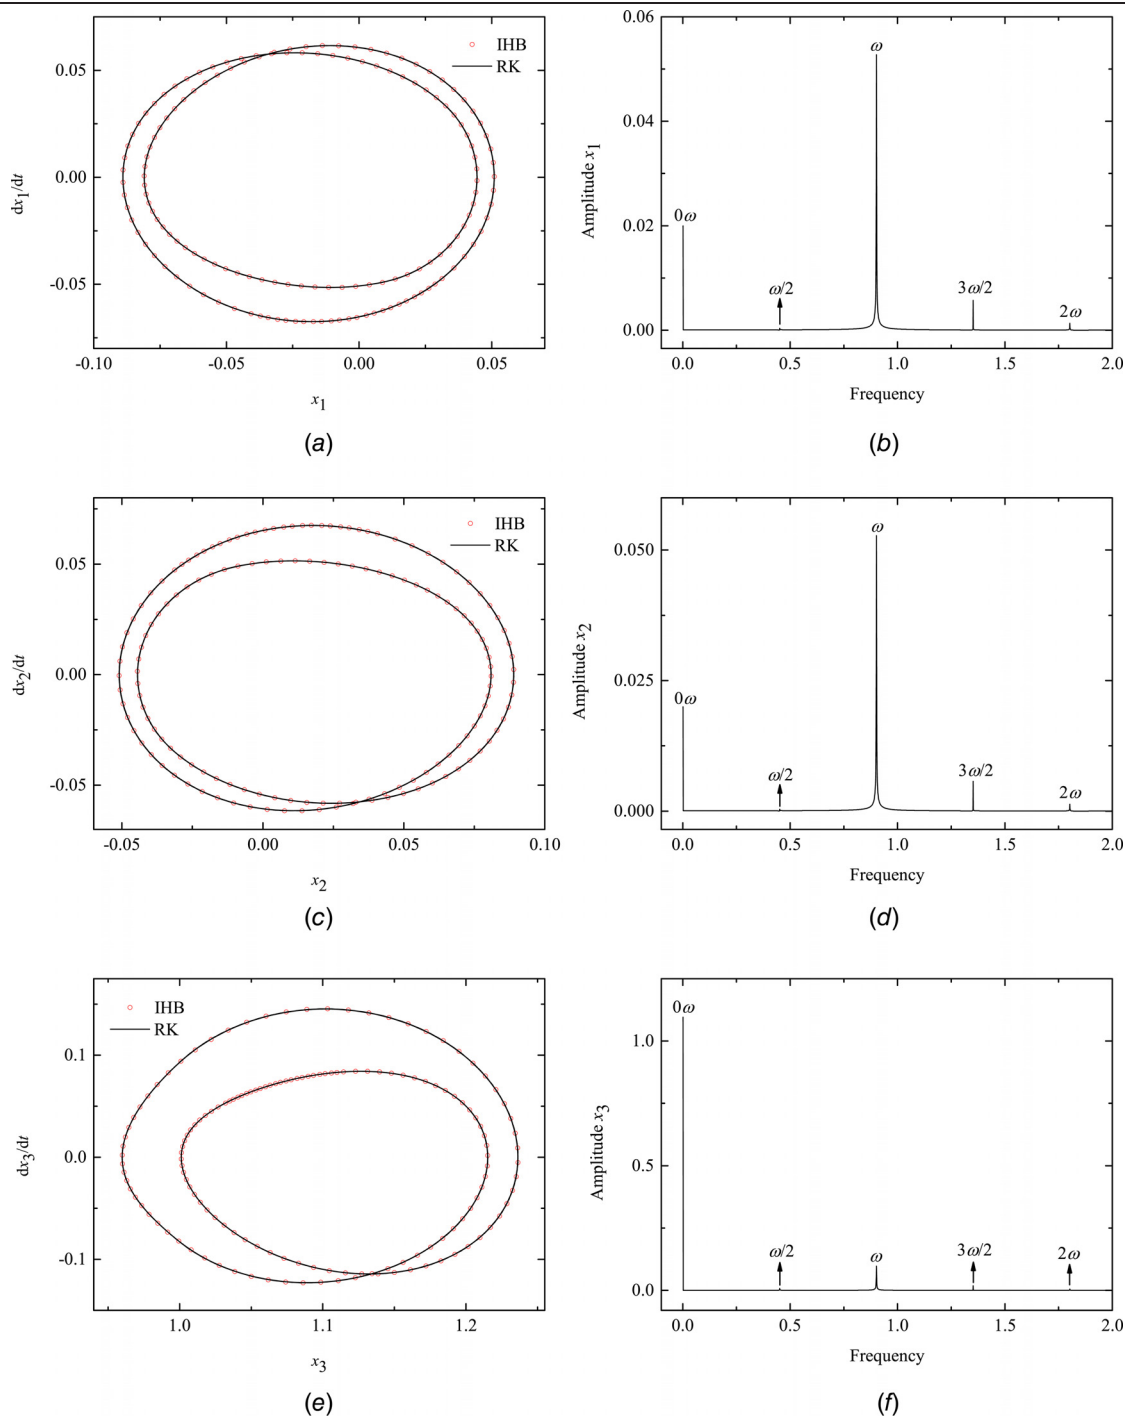 IHB
RK
0.05
0.00
-0.05
-0.10
-0.05
0.00
0.05
dx1/dt
x1
(a)
0.06
0.04
0.02
0.00
0ω
ω/2
ω
3ω/2
2ω
0.0
0.5
1.0
1.5
2.0
Amplitude x1
Frequency
(b)
IHB
RK
0.05
0.00
-0.05
-0.05
0.00
0.05
0.10
dx2/dt
x2
(c)
0.050
0.025
0.000
0ω
ω/2
ω
3ω/2
2ω
0.0
0.5
1.0
1.5
2.0
Amplitude x2
Frequency
(d)
IHB
RK
0.1
0.0
-0.1
1.0
1.1
1.2
dx3/dt
x3
(e)
1.0
0.5
0.0
0ω
ω/2
ω
3ω/2
2ω
0.0
0.5
1.0
1.5
2.0
Amplitude x3
Frequency
(f)